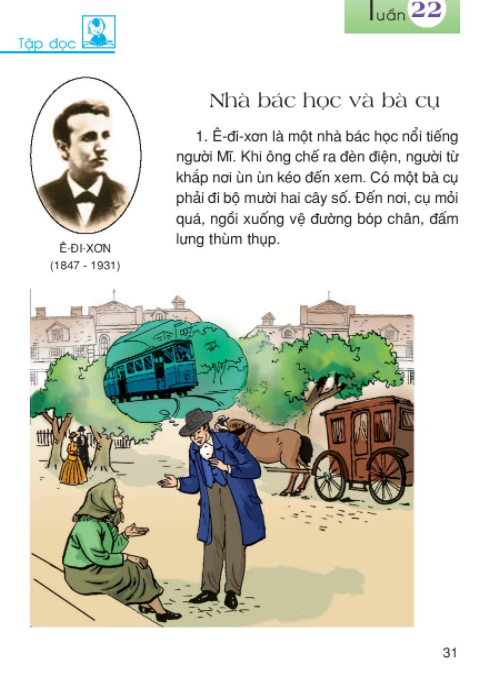 Tuần 22
Tập đọc
Nhà bác học và bà cụ
1. Ê-đi-xơn là một nhà bác học nổi tiếng
người Mĩ. Khi ông chế ra đèn điện, người từ
khắp nơi ùn ùn kéo đến xem. Có một bà cụ
phải đi bộ mười hai cây số. Đến nơi, cụ mỏi
quá, ngồi xuống vệ đường bóp chân, đấm
lưng thùm thụp.
Ê-ĐI-XƠN
(1847 - 1931)
31